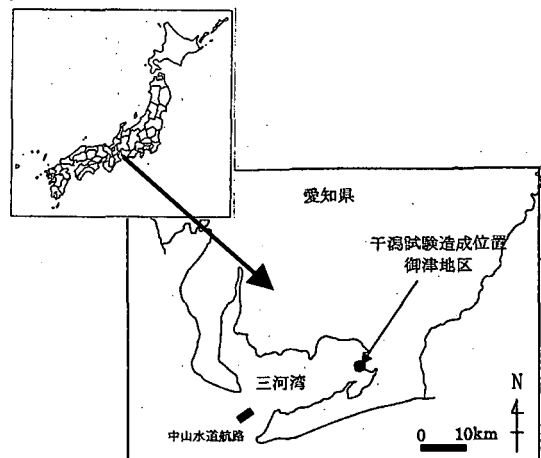 愛知県
干潟試験造成位置
御津地区
三河湾
中山水道航路
N
0 10km